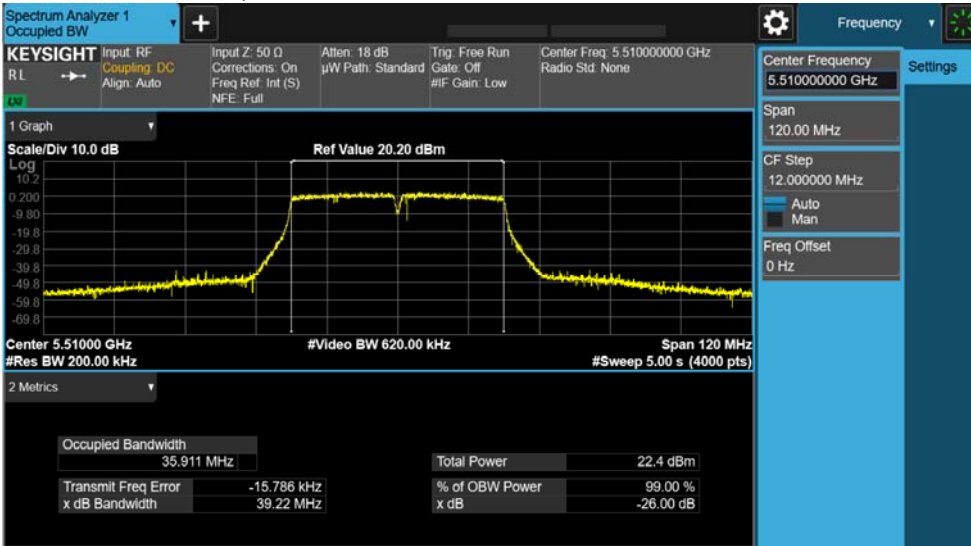 Spectrum Analyzer 1
Occupied BW
Frequency
KEYSIGHT
RL
LXI
Input: RF
Coupling: DC
Align: Auto
Input Z: 50 Ω
Corrections: On
Freq Ref: Int (S)
NFE: Full
Atten: 18 dB
µW Path: Standard
Trig: Free Run
Gate: Off
#IF Gain: Low
Center Freq: 5.510000000 GHz
Radio Std: None
Center Frequency
5.510000000 GHz
Settings
Span
120.00 MHz
CF Step
12.000000 MHz
Auto
Man
Freq Offset
0 Hz
1 Graph
Scale/Div 10.0 dB
Ref Value 20.20 dBm
Log
10.2
0.200
-9.80
-19.8
-29.8
-39.8
-49.8
-59.8
-69.8
Center 5.51000 GHz
#Video BW 620.00 kHz
Span 120 MHz
#Res BW 200.00 kHz
#Sweep 5.00 s (4000 pts)
2 Metrics
Occupied Bandwidth
35.911 MHz
Total Power 22.4 dBm
Transmit Freq Error -15.786 kHz
% of OBW Power 99.00 %
x dB Bandwidth 39.22 MHz
x dB -26.00 dB